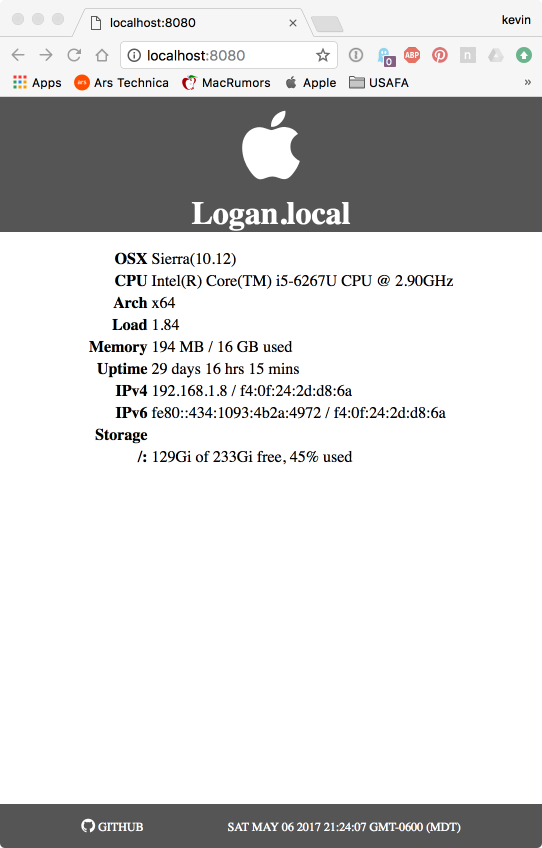 localhost:8080
kevin
localhost:8080
ABP
n
0
Apps
ars
Ars Technica
MacRumors
Apple
USAFA
»
Logan.local
OSX Sierra(10.12)
CPU Intel(R) Core(TM) i5-6267U CPU @ 2.90GHz
Arch x64
Load 1.84
Memory 194 MB / 16 GB used
Uptime 29 days 16 hrs 15 mins
IPv4 192.168.1.8 / f4:0f:24:2d:d8:6a
IPv6 fe80::434:1093:4b2a:4972 / f4:0f:24:2d:d8:6a
Storage
/: 129Gi of 233Gi free, 45% used
GITHUB SAT MAY 06 2017 21:24:07 GMT-0600 (MDT)